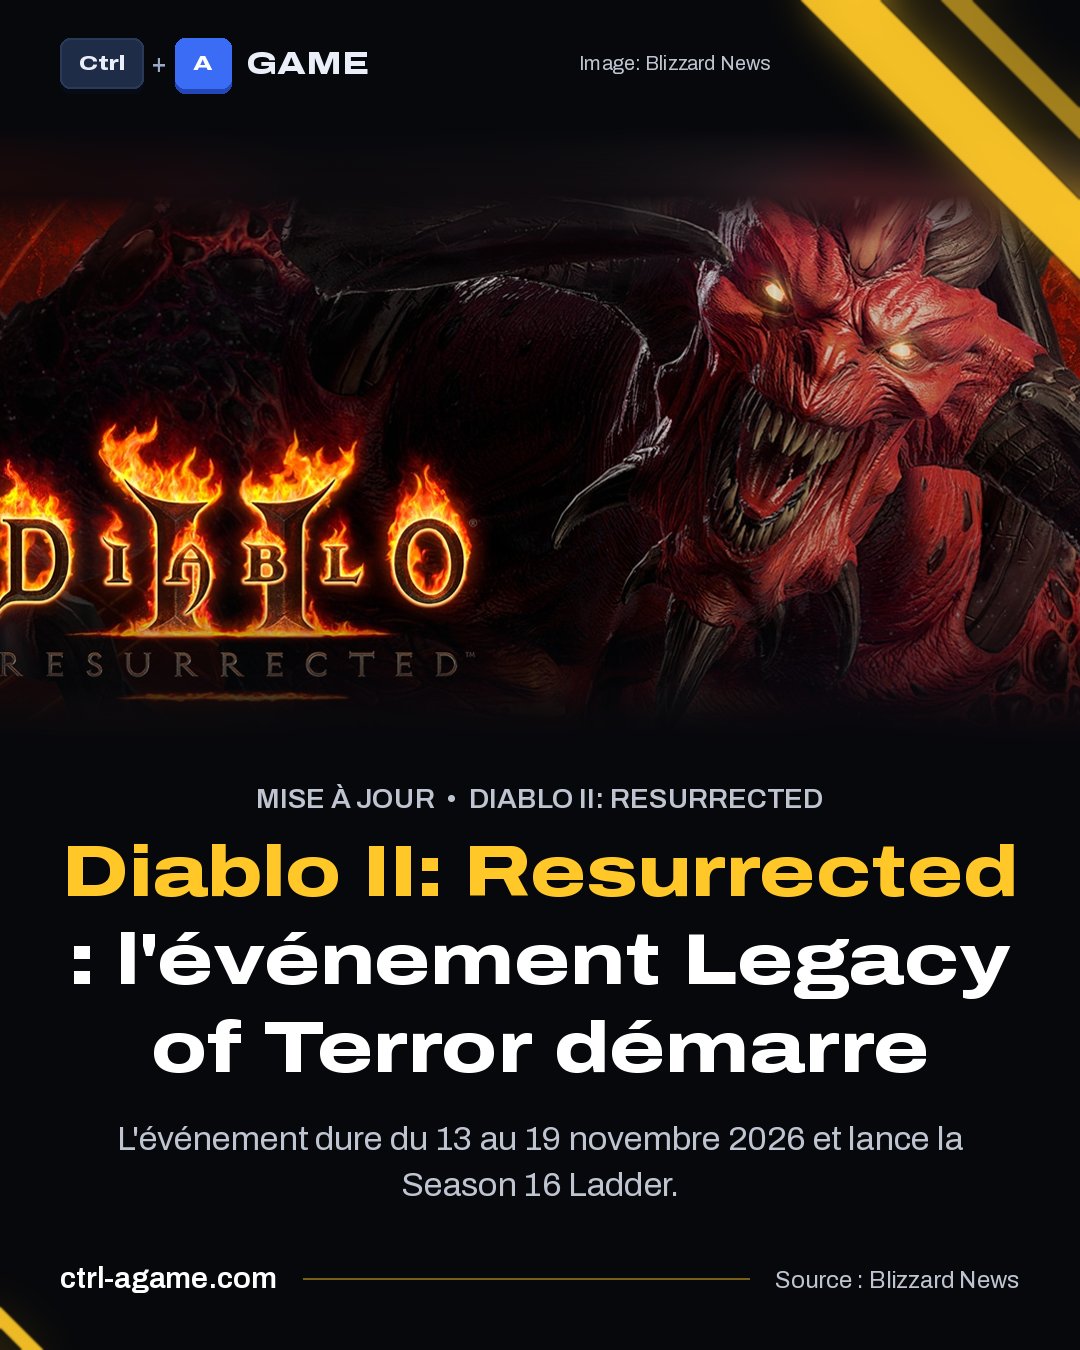 Ctrl + A GAME
Image: Blizzard News
DIABLO®
II
RESURRECTED™
MISE À JOUR • DIABLO II: RESURRECTED
Diablo II: Resurrected
: l'événement Legacy
of Terror démarre
L'événement dure du 13 au 19 novembre 2026 et lance la
Season 16 Ladder.
ctrl-agame.com
Source : Blizzard News